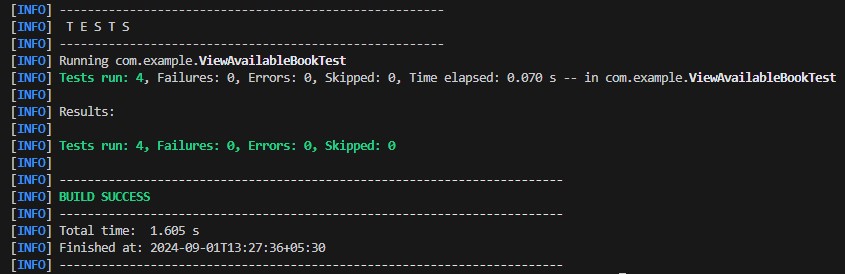 [INFO] -------------------------------------------------------
[INFO]  T E S T S
[INFO] -------------------------------------------------------
[INFO] Running com.example.ViewAvailableBookTest
[INFO] Tests run: 4, Failures: 0, Errors: 0, Skipped: 0, Time elapsed: 0.070 s -- in com.example.ViewAvailableBookTest
[INFO]
[INFO] Results:
[INFO]
[INFO] Tests run: 4, Failures: 0, Errors: 0, Skipped: 0
[INFO]
[INFO] ------------------------------------------------------------------------
[INFO] BUILD SUCCESS
[INFO] ------------------------------------------------------------------------
[INFO] Total time:  1.605 s
[INFO] Finished at: 2024-09-01T13:27:36+05:30
[INFO] ------------------------------------------------------------------------